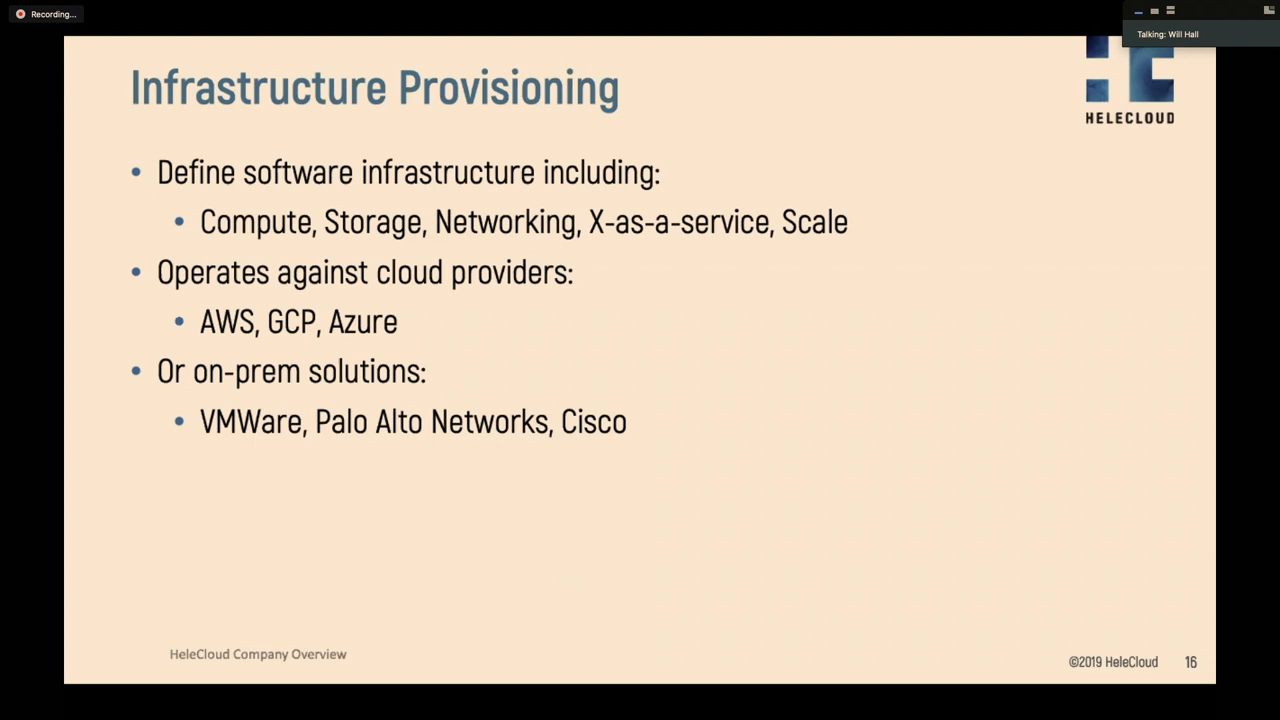 Recording...
Talking: Will Hall
Infrastructure Provisioning
HELECLOUD
• Define software infrastructure including:
• Compute, Storage, Networking, X-as-a-service, Scale
• Operates against cloud providers:
• AWS, GCP, Azure
• Or on-prem solutions:
• VMWare, Palo Alto Networks, Cisco
HeleCloud Company Overview
©2019 HeleCloud 16